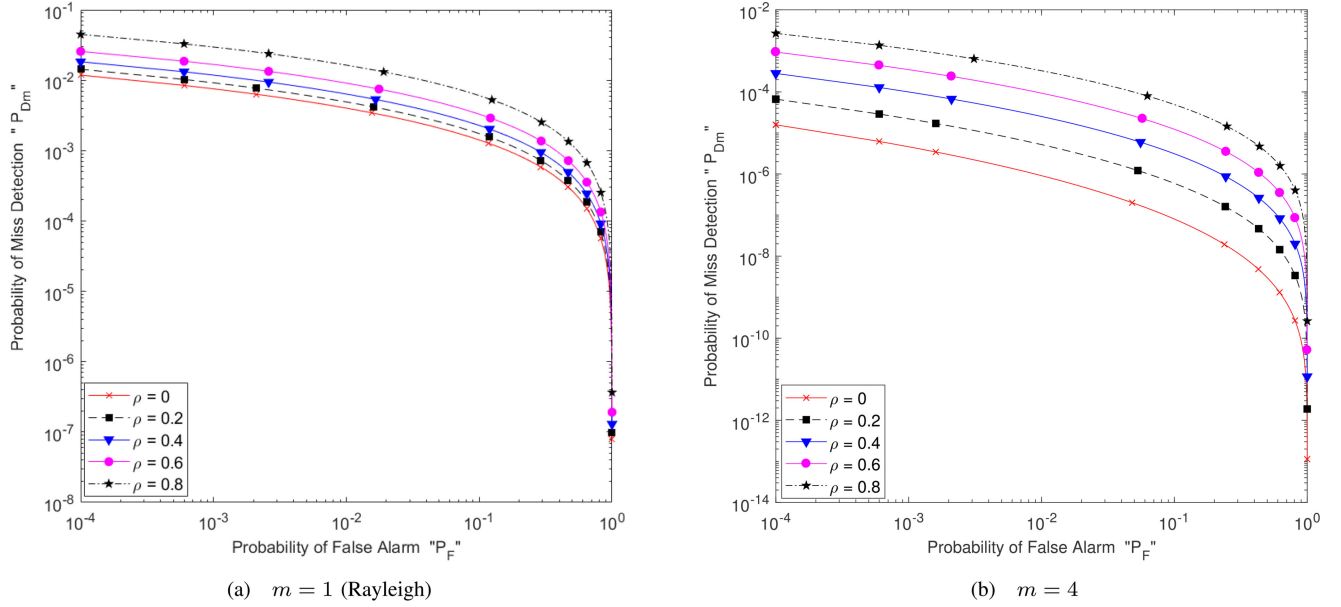 10^-1
10^-2
10^-3
10^-4
10^-5
10^-6
10^-7
10^-8
Probability of Miss Detection " P_Dm"
ρ = 0
ρ = 0.2
ρ = 0.4
ρ = 0.6
ρ = 0.8
10^-4
10^-3
10^-2
10^-1
10^0
Probability of False Alarm "P_F"
(a) m = 1 (Rayleigh)
10^-2
10^-4
10^-6
10^-8
10^-10
10^-12
10^-14
Probability of Miss Detection " P_Dm"
ρ = 0
ρ = 0.2
ρ = 0.4
ρ = 0.6
ρ = 0.8
10^-4
10^-3
10^-2
10^-1
10^0
Probability of False Alarm "P_F"
(b) m = 4